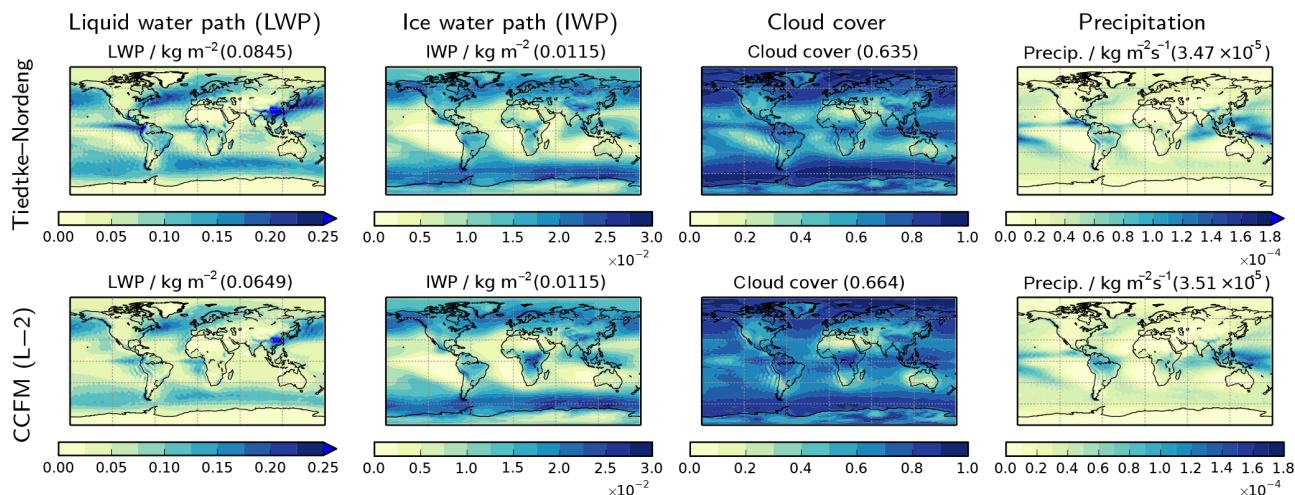 Liquid water path (LWP)
Ice water path (IWP)
Cloud cover
Precipitation
Tiedtke—Nordeng
LWP / kg m⁻² (0.0845)
IWP / kg m⁻² (0.0115)
Cloud cover (0.635)
Precip. / kg m⁻²s⁻¹(3.47 ×10⁻⁵)
0.00 0.05 0.10 0.15 0.20 0.25
0.0 0.5 1.0 1.5 2.0 2.5 3.0
×10⁻²
0.0 0.2 0.4 0.6 0.8 1.0
0.0 0.2 0.4 0.6 0.8 1.0 1.2 1.4 1.6 1.8
×10⁻⁴
CCFM (L—2)
LWP / kg m⁻² (0.0649)
IWP / kg m⁻² (0.0115)
Cloud cover (0.664)
Precip. / kg m⁻²s⁻¹(3.51 ×10⁻⁵)
0.00 0.05 0.10 0.15 0.20 0.25
0.0 0.5 1.0 1.5 2.0 2.5 3.0
×10⁻²
0.0 0.2 0.4 0.6 0.8 1.0
0.0 0.2 0.4 0.6 0.8 1.0 1.2 1.4 1.6 1.8
×10⁻⁴